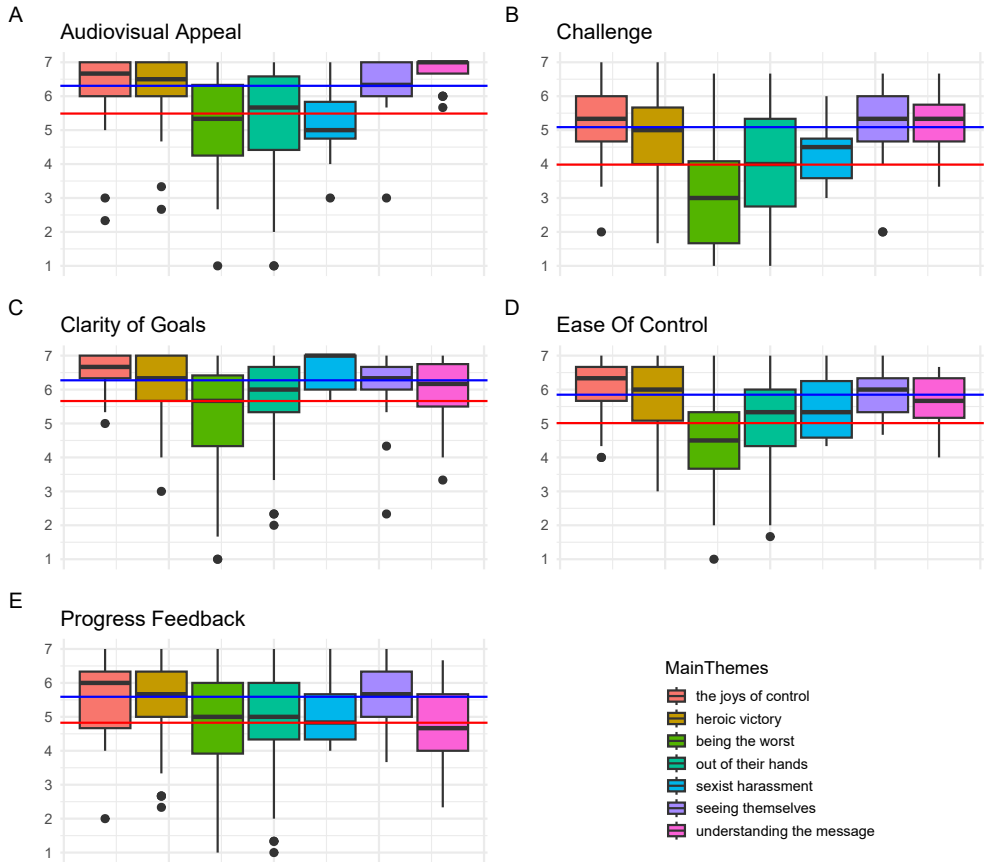 A
Audiovisual Appeal
7
6
5
4
3
2
1
B
Challenge
7
6
5
4
3
2
1
C
Clarity of Goals
7
6
5
4
3
2
1
D
Ease Of Control
7
6
5
4
3
2
1
E
Progress Feedback
7
6
5
4
3
2
1
MainThemes
the joys of control
heroic victory
being the worst
out of their hands
sexist harassment
seeing themselves
understanding the message